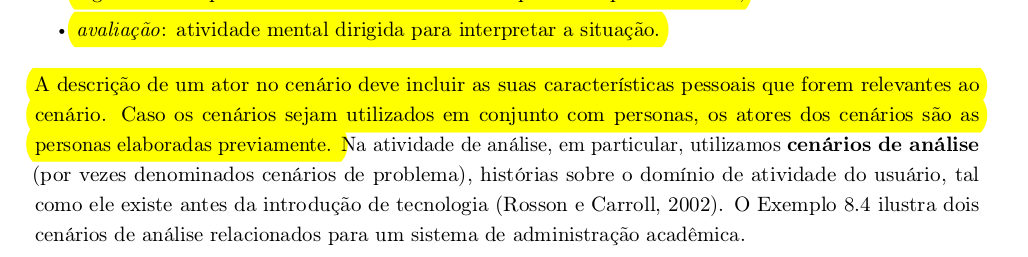 • avaliação: atividade mental dirigida para interpretar a situação.
A descrição de um ator no cenário deve incluir as suas características pessoais que forem relevantes ao
cenário. Caso os cenários sejam utilizados em conjunto com personas, os atores dos cenários são as
personas elaboradas previamente. Na atividade de análise, em particular, utilizamos cenários de análise
(por vezes denominados cenários de problema), histórias sobre o domínio de atividade do usuário, tal
como ele existe antes da introdução de tecnologia (Rosson e Carroll, 2002). O Exemplo 8.4 ilustra dois
cenários de análise relacionados para um sistema de administração acadêmica.